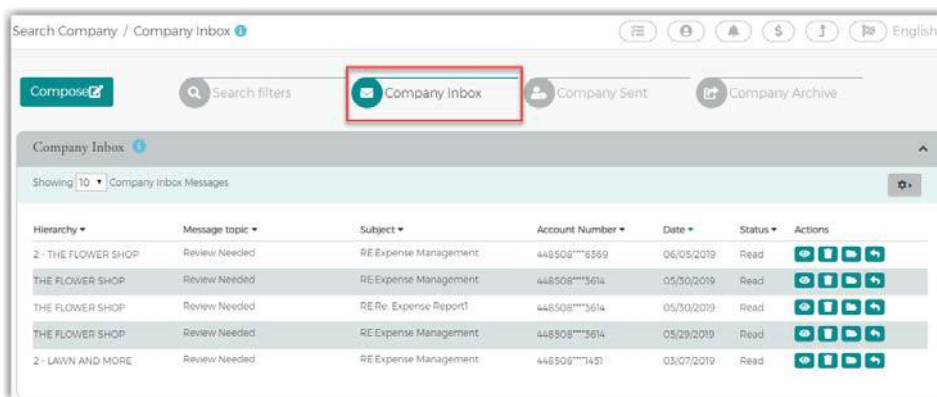 Search Company / Company Inbox
English
Compose
Search filters
Company Inbox
Company Sent
Company Archive
Company Inbox
Showing 10 Company Inbox Messages
Hierarchy Message topic Subject Account Number Date Status Actions
2 - THE FLOWER SHOP Review Needed RE:Expense Management 448508****6369 06/05/2019 Read
THE FLOWER SHOP Review Needed RE:Expense Management 448508****3614 05/30/2019 Read
THE FLOWER SHOP Review Needed RE:Re: Expense Report1 448508****3614 05/30/2019 Read
THE FLOWER SHOP Review Needed RE:Expense Management 448508****3614 05/29/2019 Read
2 - LAWN AND MORE Review Needed RE:Expense Management 448508****1451 03/07/2019 Read